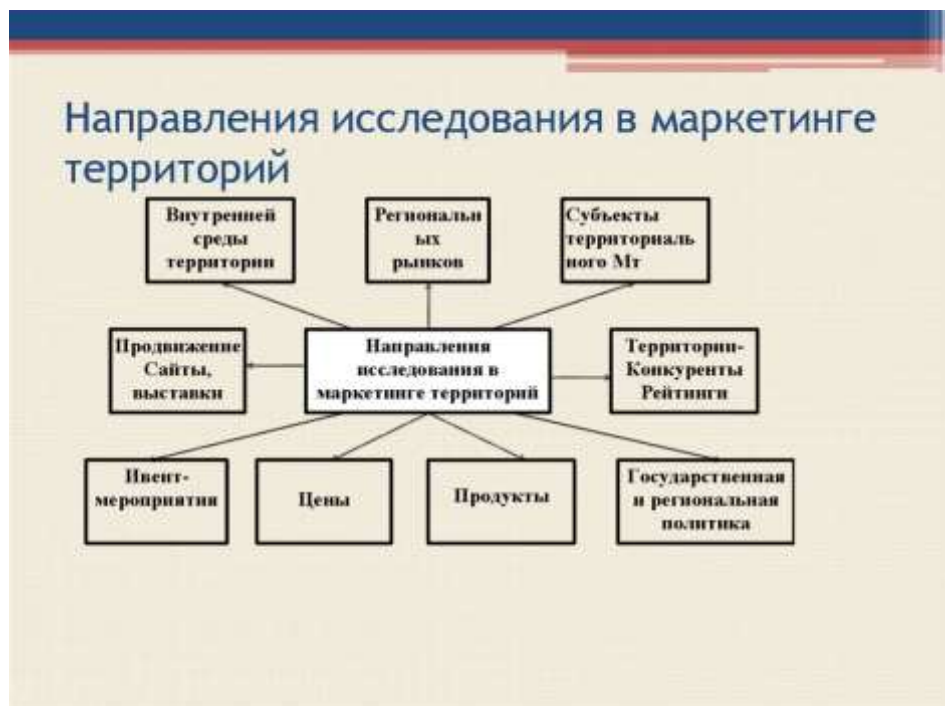 Направления исследования в маркетинге
территорий
Внутренней
среды
территории
Региональн
ых
рынков
Субъекты
территориаль
ного Мт
Продвижение
Сайты,
выставки
Направления
исследования в
маркетинге территорий
Территории-
Конкуренты
Рейтинги
Ивент-
мероприятия
Цены
Продукты
Государственная
и региональная
политика